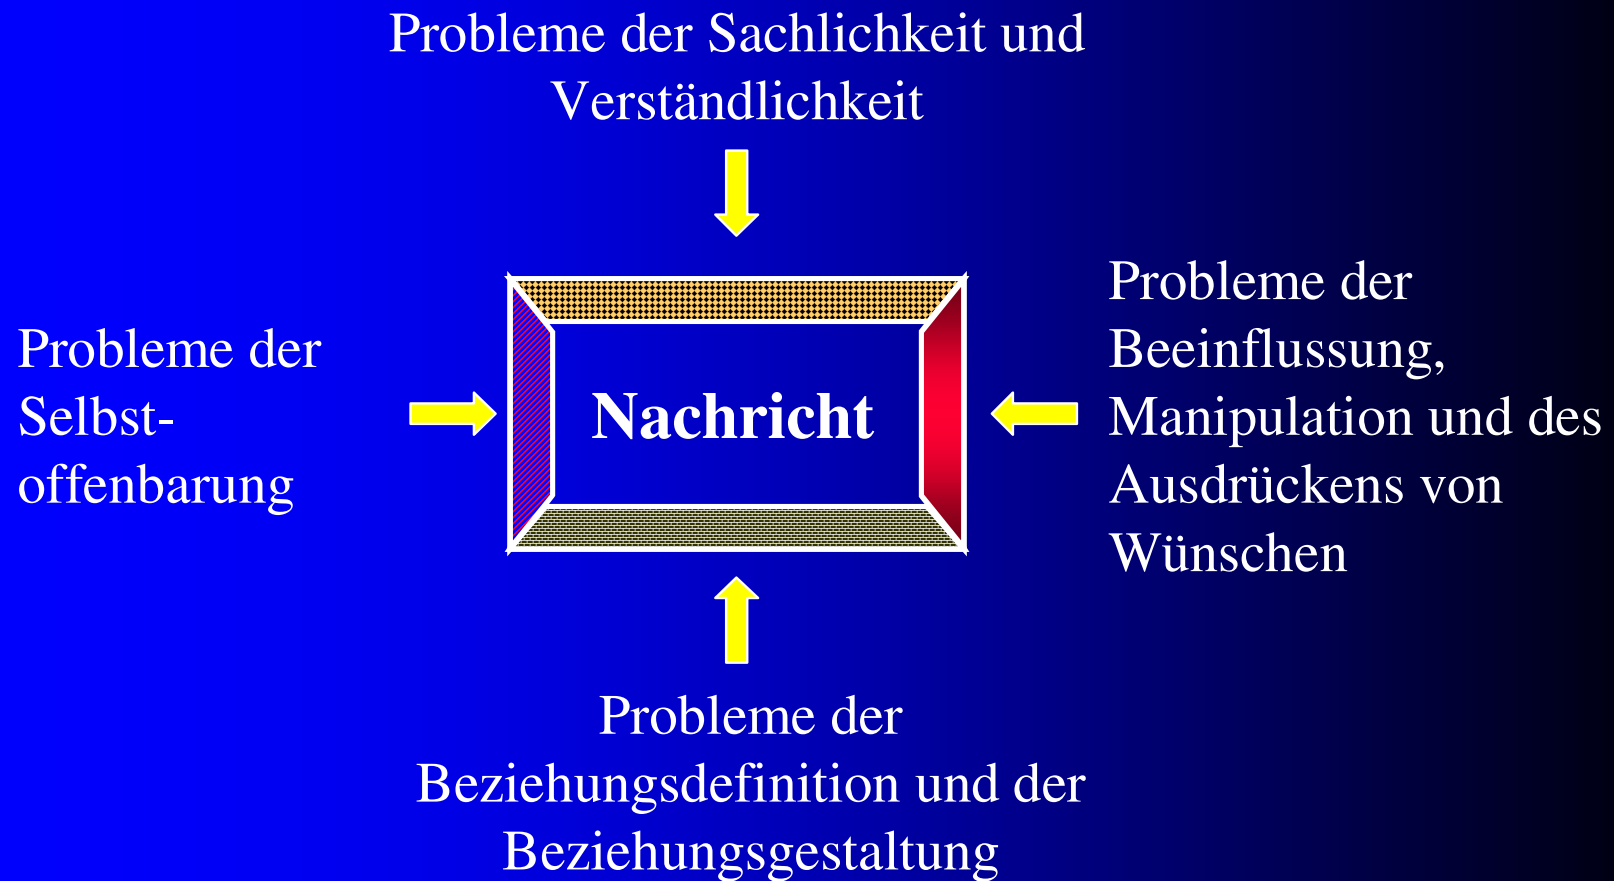 Probleme der Sachlichkeit und
Verständlichkeit
Probleme der
Selbst-
offenbarung
Nachricht
Probleme der
Beeinflussung,
Manipulation und des
Ausdrückens von
Wünschen
Probleme der
Beziehungsdefinition und der
Beziehungsgestaltung